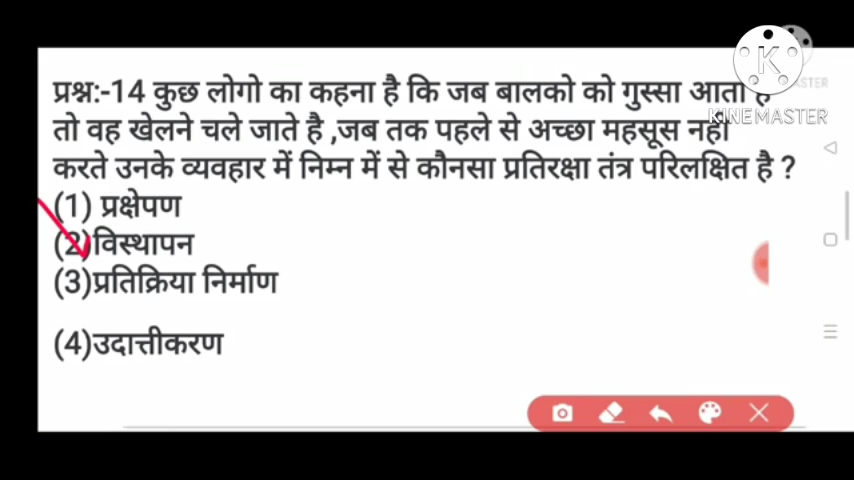 प्रश्न:-14 कुछ लोगो का कहना है कि जब बालको को गुस्सा आता है
तो वह खेलने चले जाते है ,जब तक पहले से अच्छा महसूस नही
करते उनके व्यवहार में निम्न में से कौनसा प्रतिरक्षा तंत्र परिलक्षित है ?
(1) प्रक्षेपण
(2)विस्थापन
(3)प्रतिक्रिया निर्माण
(4)उदात्तीकरण
K
KINEMASTER